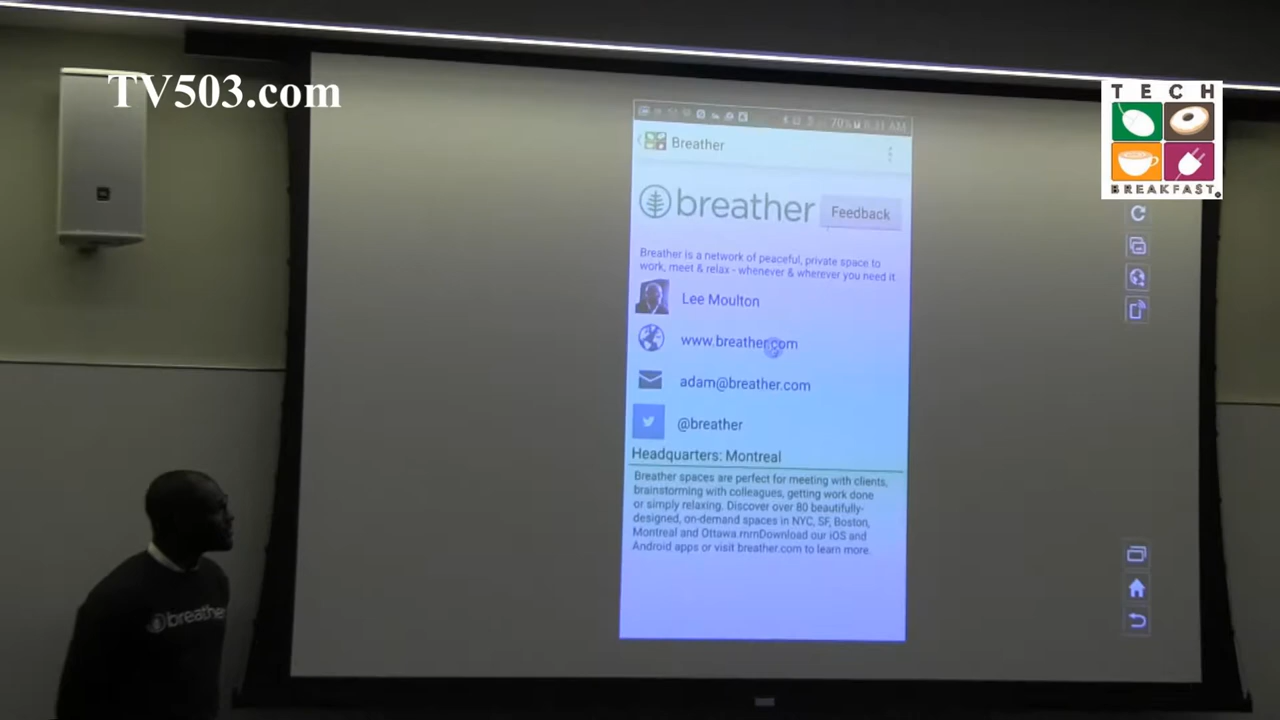 TV503.com
TECH
BREAKFAST
70% 8:31 AM
Breather
breather
Feedback
Breather is a network of peaceful, private space to
work, meet & relax - whenever & wherever you need it
Lee Moulton
www.breather.com
adam@breather.com
@breather
Headquarters: Montreal
Breather spaces are perfect for meeting with clients,
brainstorming with colleagues, getting work done
or simply relaxing. Discover over 80 beautifully-
designed, on-demand spaces in NYC, SF, Boston,
Montreal and Ottawa.rnrnDownload our iOS and
Android apps or visit breather.com to learn more.
breather